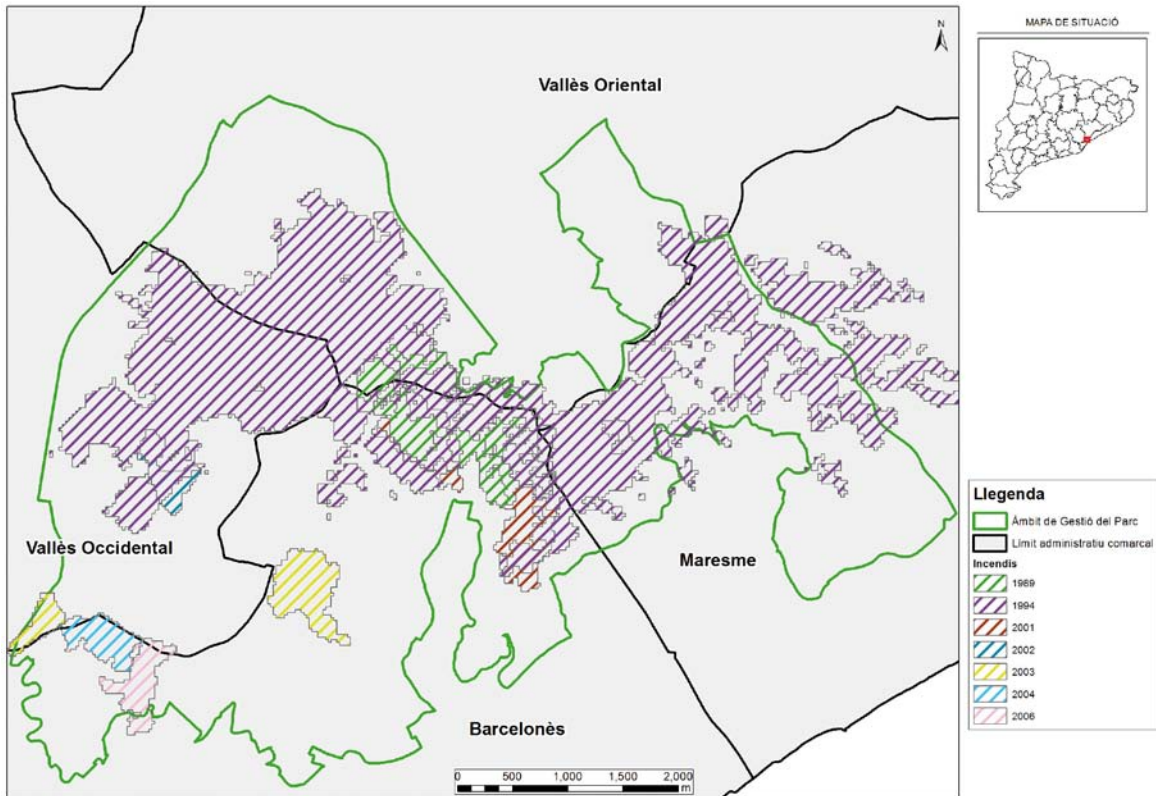 N
Vallès Oriental
Vallès Occidental
Maresme
Barcelonès
0 500 1,000 1,500 2,000
m
MAPA DE SITUACIÓ
Llegenda
Àmbit de Gestió del Parc
Límit administratiu comarcal
Incendis
1989
1994
2001
2002
2003
2004
2006